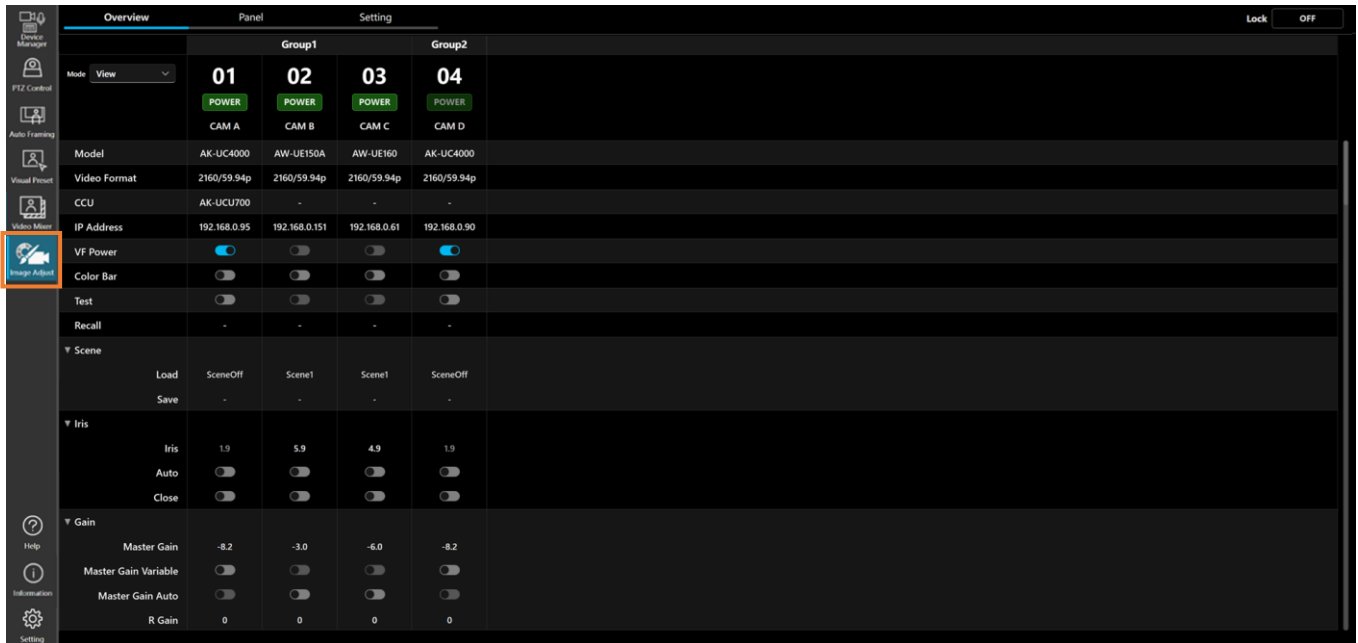 Overview Panel Setting Lock OFF
Device
Manager
PTZ Control
Auto Framing
Visual Preset
Video Mixer
Image Adjust
Help
Information
Setting
Group1 Group2
Mode View 01 02 03 04
POWER POWER POWER POWER
CAM A CAM B CAM C CAM D
Model AK-UC4000 AW-UE150A AW-UE160 AK-UC4000
Video Format 2160/59.94p 2160/59.94p 2160/59.94p 2160/59.94p
CCU AK-UCU700 - - -
IP Address 192.168.0.95 192.168.0.151 192.168.0.61 192.168.0.90
VF Power
Color Bar
Test
Recall - - - -
▼ Scene
Load SceneOff Scene1 Scene1 SceneOff
Save - - - -
▼ Iris
Iris 1.9 5.9 4.9 1.9
Auto
Close
▼ Gain
Master Gain -8.2 -3.0 -6.0 -8.2
Master Gain Variable
Master Gain Auto
R Gain 0 0 0 0